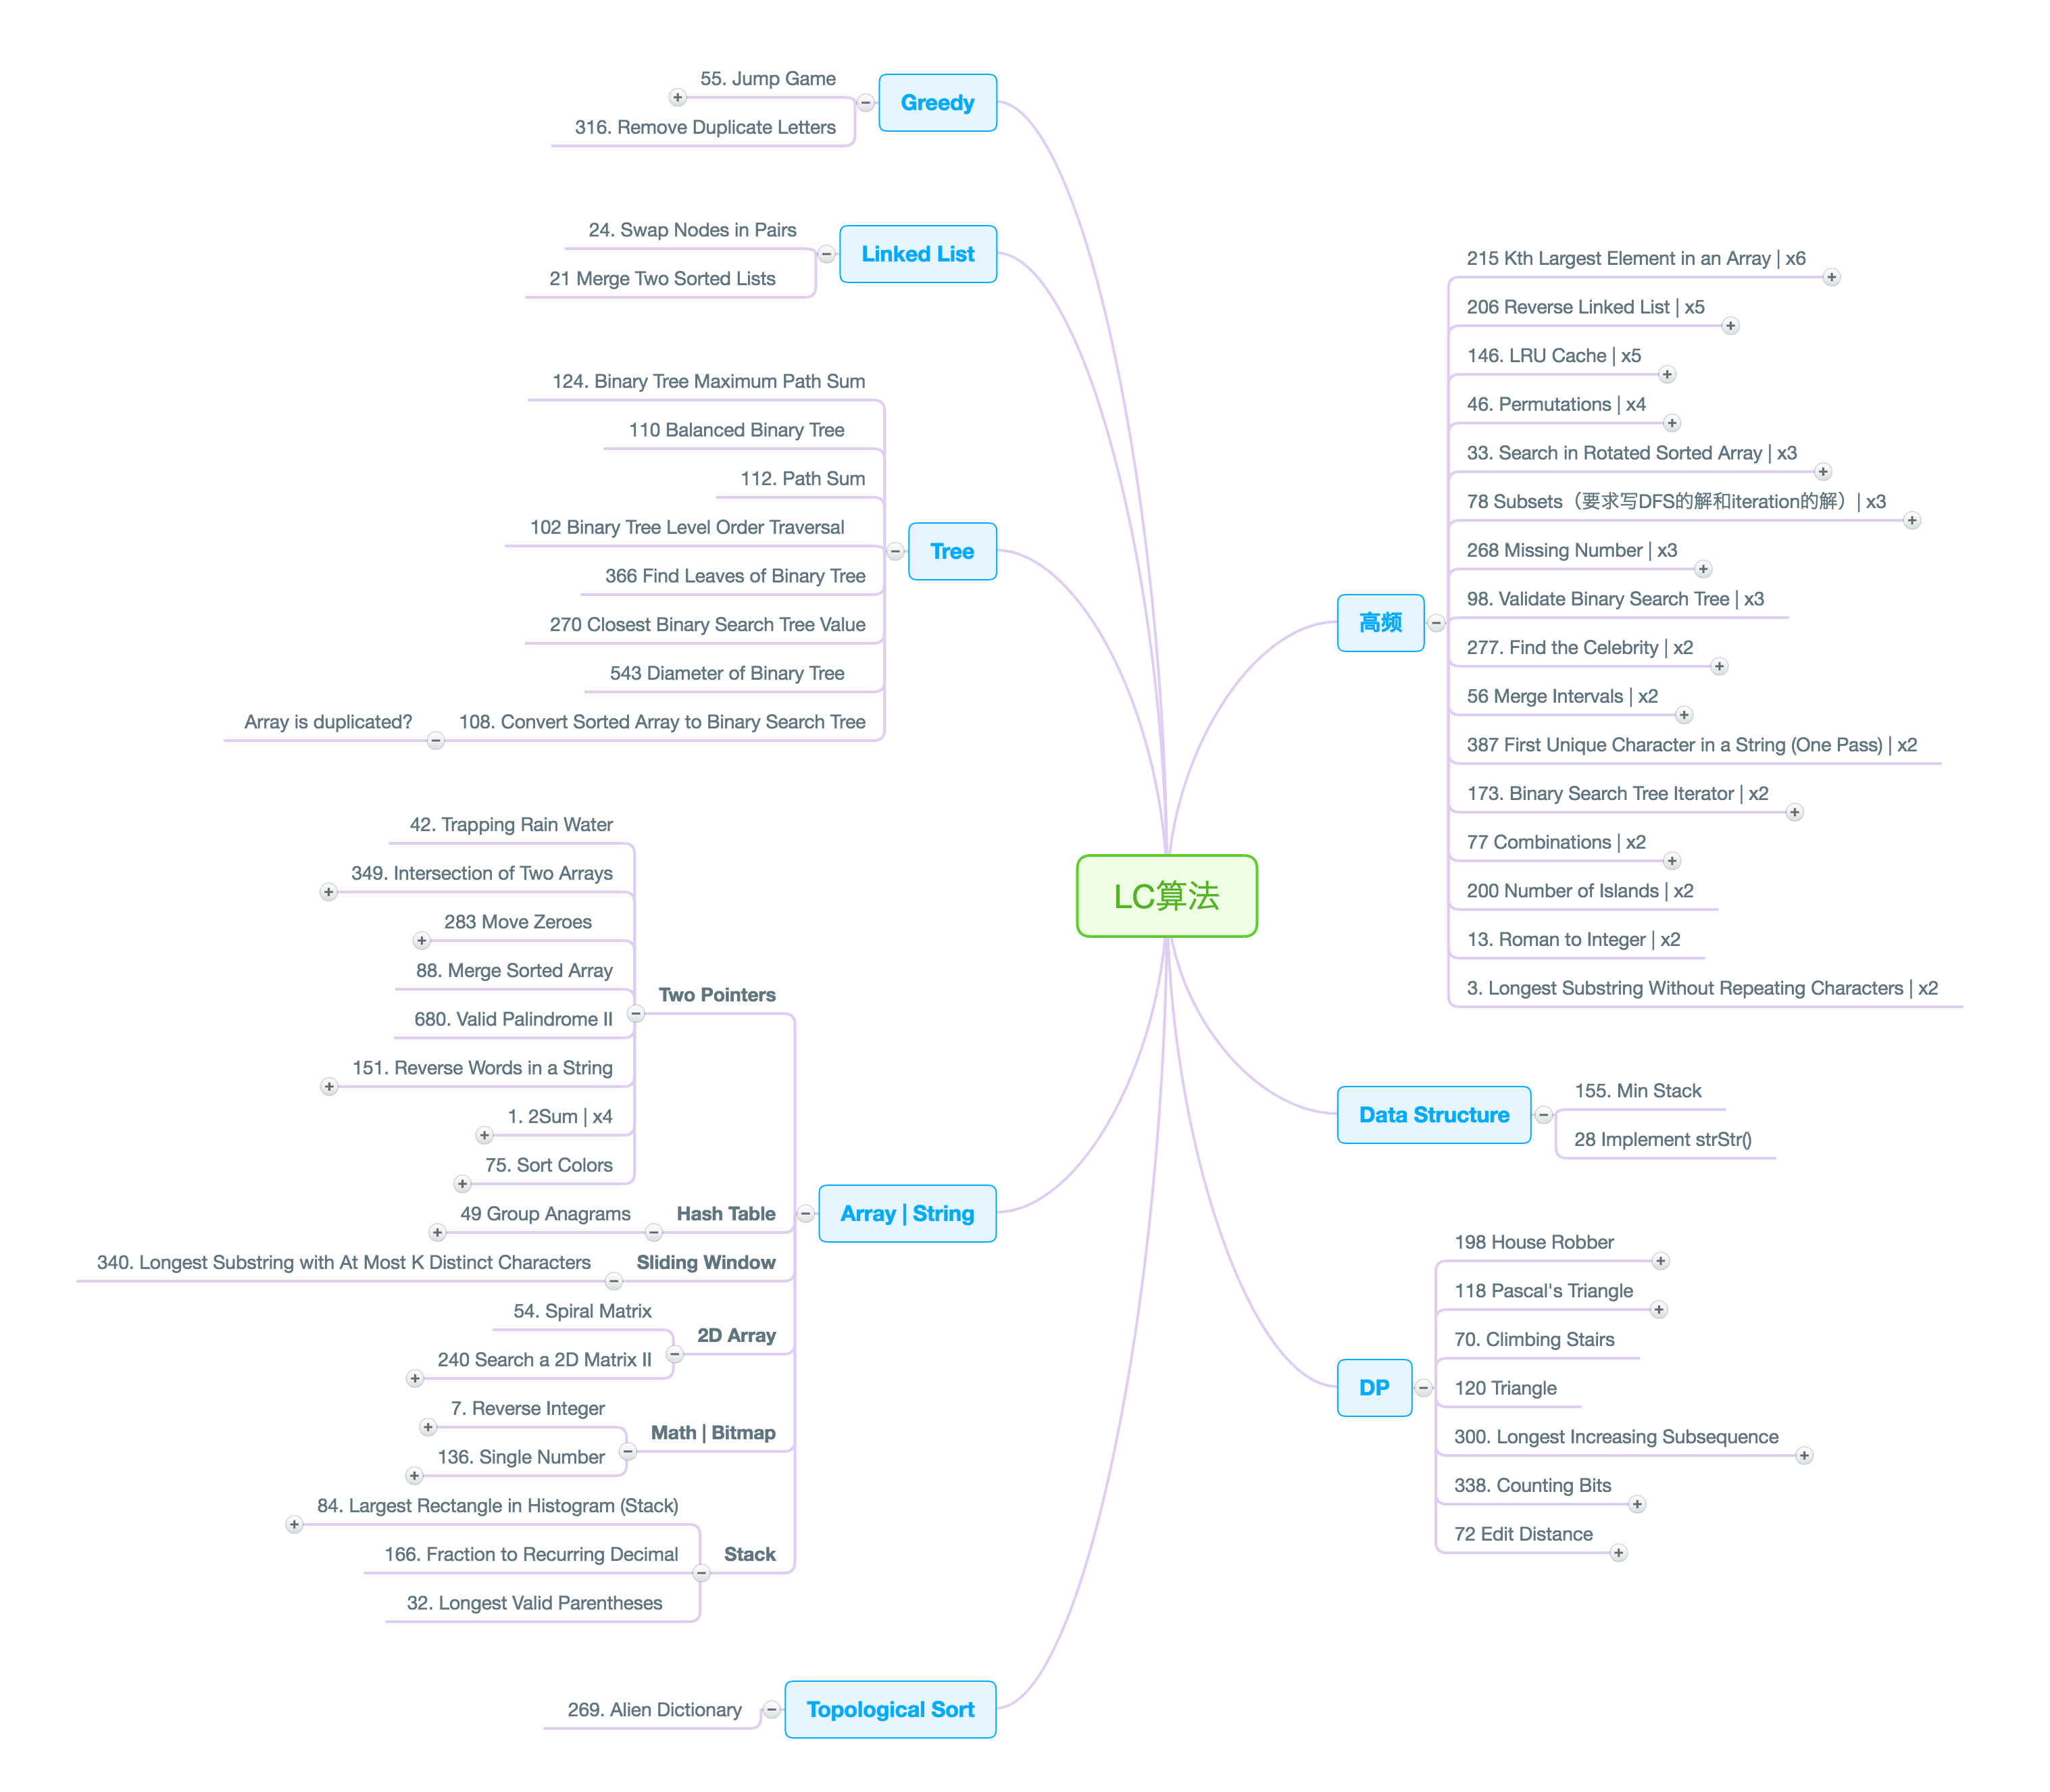 LC算法
高频
215 Kth Largest Element in an Array | x6
206 Reverse Linked List | x5
146. LRU Cache | x5
46. Permutations | x4
33. Search in Rotated Sorted Array | x3
78 Subsets（要求写DFS的解和iteration的解）| x3
268 Missing Number | x3
98. Validate Binary Search Tree | x3
277. Find the Celebrity | x2
56 Merge Intervals | x2
387 First Unique Character in a String (One Pass) | x2
173. Binary Search Tree Iterator | x2
77 Combinations | x2
200 Number of Islands | x2
13. Roman to Integer | x2
3. Longest Substring Without Repeating Characters | x2
Data Structure
155. Min Stack
28 Implement strStr()
DP
198 House Robber
118 Pascal's Triangle
70. Climbing Stairs
120 Triangle
300. Longest Increasing Subsequence
338. Counting Bits
72 Edit Distance
Greedy
55. Jump Game
316. Remove Duplicate Letters
Linked List
24. Swap Nodes in Pairs
21 Merge Two Sorted Lists
Tree
124. Binary Tree Maximum Path Sum
110 Balanced Binary Tree
112. Path Sum
102 Binary Tree Level Order Traversal
366 Find Leaves of Binary Tree
270 Closest Binary Search Tree Value
543 Diameter of Binary Tree
108. Convert Sorted Array to Binary Search Tree
Array is duplicated?
Array | String
Two Pointers
42. Trapping Rain Water
349. Intersection of Two Arrays
283 Move Zeroes
88. Merge Sorted Array
680. Valid Palindrome II
151. Reverse Words in a String
1. 2Sum | x4
75. Sort Colors
Hash Table
49 Group Anagrams
Sliding Window
340. Longest Substring with At Most K Distinct Characters
2D Array
54. Spiral Matrix
240 Search a 2D Matrix II
Math | Bitmap
7. Reverse Integer
136. Single Number
Stack
84. Largest Rectangle in Histogram (Stack)
166. Fraction to Recurring Decimal
32. Longest Valid Parentheses
Topological Sort
269. Alien Dictionary